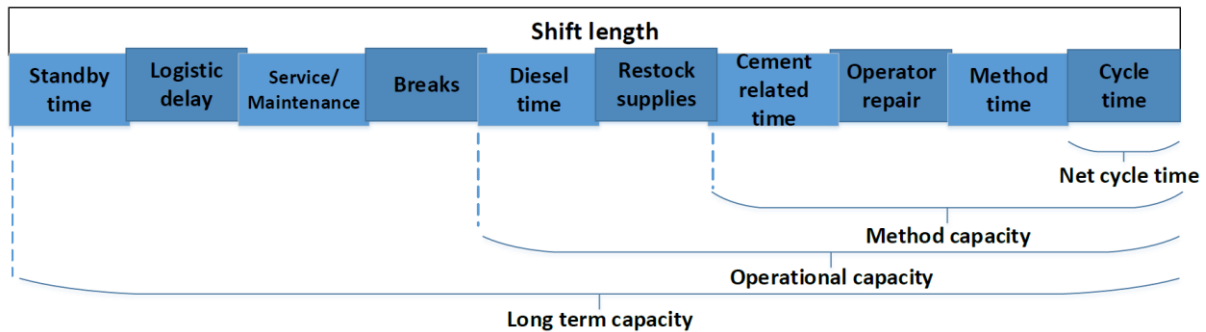 Shift length
Standby
time
Logistic
delay
Service/
Maintenance
Breaks
Diesel
time
Restock
supplies
Cement
related
time
Operator
repair
Method
time
Cycle
time
Net cycle time
Method capacity
Operational capacity
Long term capacity